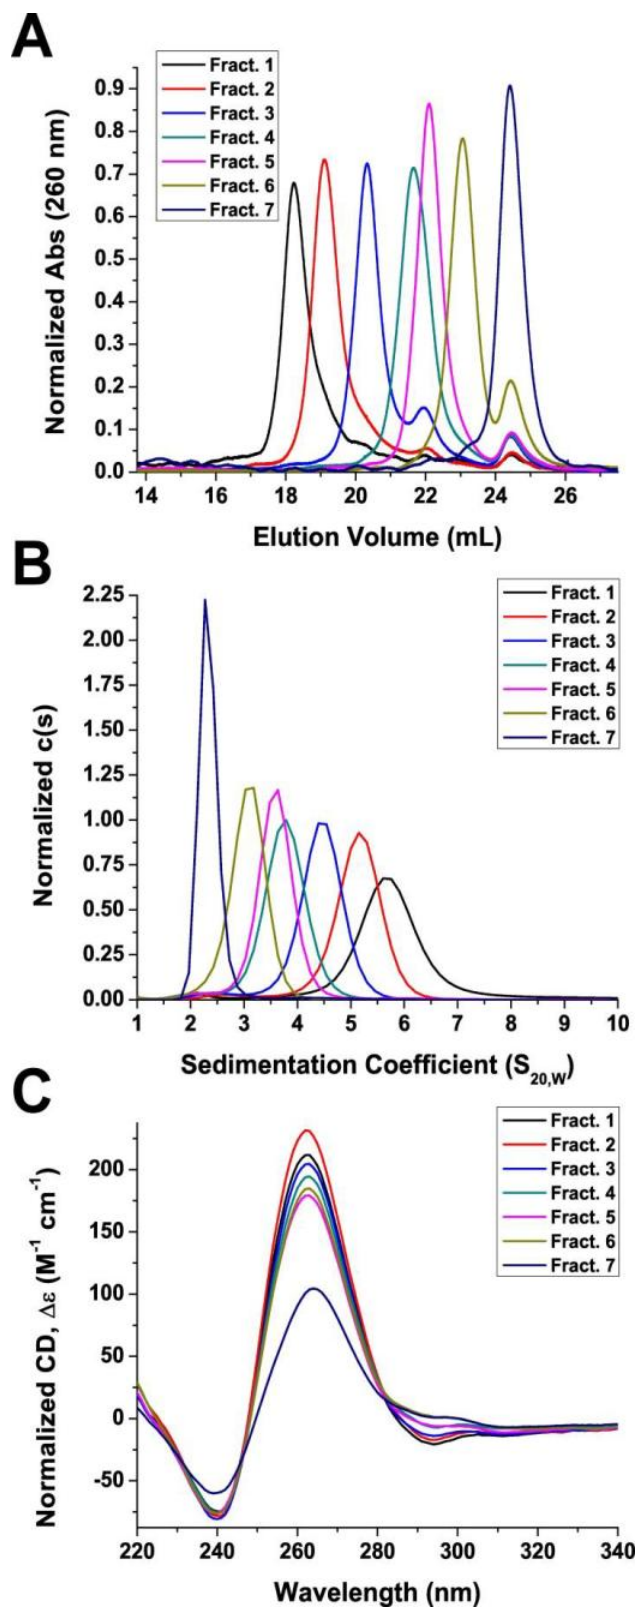 A
Fract. 1
Fract. 2
Fract. 3
Fract. 4
Fract. 5
Fract. 6
Fract. 7
Normalized Abs (260 nm)
0.9
0.8
0.7
0.6
0.5
0.4
0.3
0.2
0.1
0.0
14 16 18 20 22 24 26
Elution Volume (mL)
B
Fract. 1
Fract. 2
Fract. 3
Fract. 4
Fract. 5
Fract. 6
Fract. 7
Normalized c(s)
2.25
2.00
1.75
1.50
1.25
1.00
0.75
0.50
0.25
0.00
1 2 3 4 5 6 7 8 9 10
Sedimentation Coefficient (S20,W)
C
Fract. 1
Fract. 2
Fract. 3
Fract. 4
Fract. 5
Fract. 6
Fract. 7
Normalized CD, Δε (M⁻¹ cm⁻¹)
200
150
100
50
0
-50
220 240 260 280 300 320 340
Wavelength (nm)